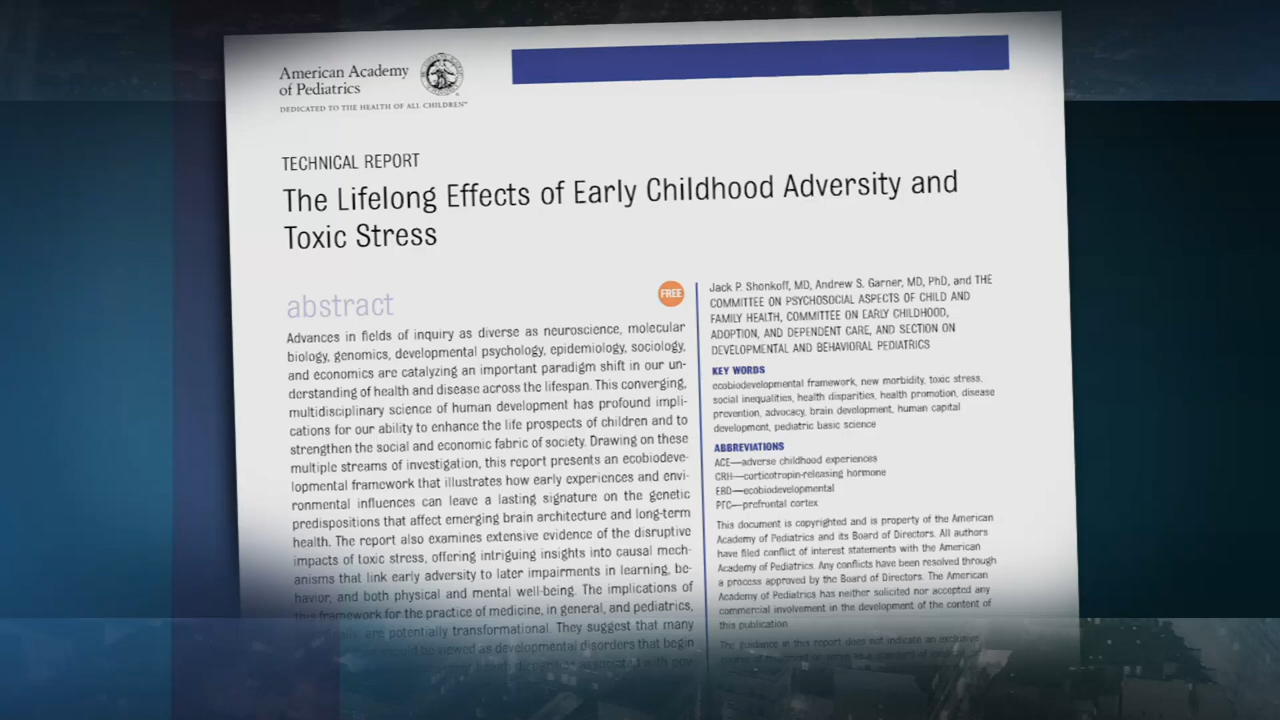 American Academy
of Pediatrics
DEDICATED TO THE HEALTH OF ALL CHILDREN™
TECHNICAL REPORT
The Lifelong Effects of Early Childhood Adversity and
Toxic Stress
abstract
FREE
Advances in fields of inquiry as diverse as neuroscience, molecular
biology, genomics, developmental psychology, epidemiology, sociology,
and economics are catalyzing an important paradigm shift in our un-
derstanding of health and disease across the lifespan. This converging,
multidisciplinary science of human development has profound impli-
cations for our ability to enhance the life prospects of children and to
strengthen the social and economic fabric of society. Drawing on these
multiple streams of investigation, this report presents an ecobiodeve-
lopmental framework that illustrates how early experiences and envi-
ronmental influences can leave a lasting signature on the genetic
predispositions that affect emerging brain architecture and long-term
health. The report also examines extensive evidence of the disruptive
impacts of toxic stress, offering intriguing insights into causal mech-
anisms that link early adversity to later impairments in learning, be-
havior, and both physical and mental well-being. The implications of
this framework for the practice of medicine, in general, and pediatrics,
are potentially transformational. They suggest that many
should be viewed as developmental disorders that begin
associated with pov-
Jack P. Shonkoff, MD, Andrew S. Garner, MD, PhD, and THE
COMMITTEE ON PSYCHOSOCIAL ASPECTS OF CHILD AND
FAMILY HEALTH, COMMITTEE ON EARLY CHILDHOOD,
ADOPTION, AND DEPENDENT CARE, AND SECTION ON
DEVELOPMENTAL AND BEHAVIORAL PEDIATRICS
KEY WORDS
ecobiodevelopmental framework, new morbidity, toxic stress,
social inequalities, health disparities, health promotion, disease
prevention, advocacy, brain development, human capital
development, pediatric basic science
ABBREVIATIONS
ACE—adverse childhood experiences
CRH—corticotropin-releasing hormone
EBD—ecobiodevelopmental
PFC—prefrontal cortex
This document is copyrighted and is property of the American
Academy of Pediatrics and its Board of Directors. All authors
have filed conflict of interest statements with the American
Academy of Pediatrics. Any conflicts have been resolved through
a process approved by the Board of Directors. The American
Academy of Pediatrics has neither solicited nor accepted any
commercial involvement in the development of the content of
this publication
The guidance in this report does not indicate an exclusive